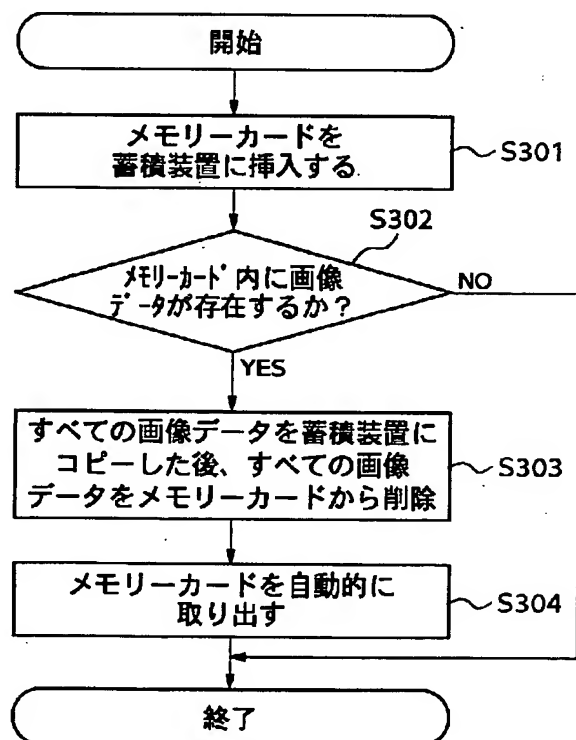 開始
メモリーカードを
蓄積装置に挿入する
S301
S302
メモリーカード内に画像
データが存在するか？
NO
YES
すべての画像データを蓄積装置に
コピーした後、すべての画像
データをメモリーカードから削除
S303
メモリーカードを自動的に
取り出す
S304
終了